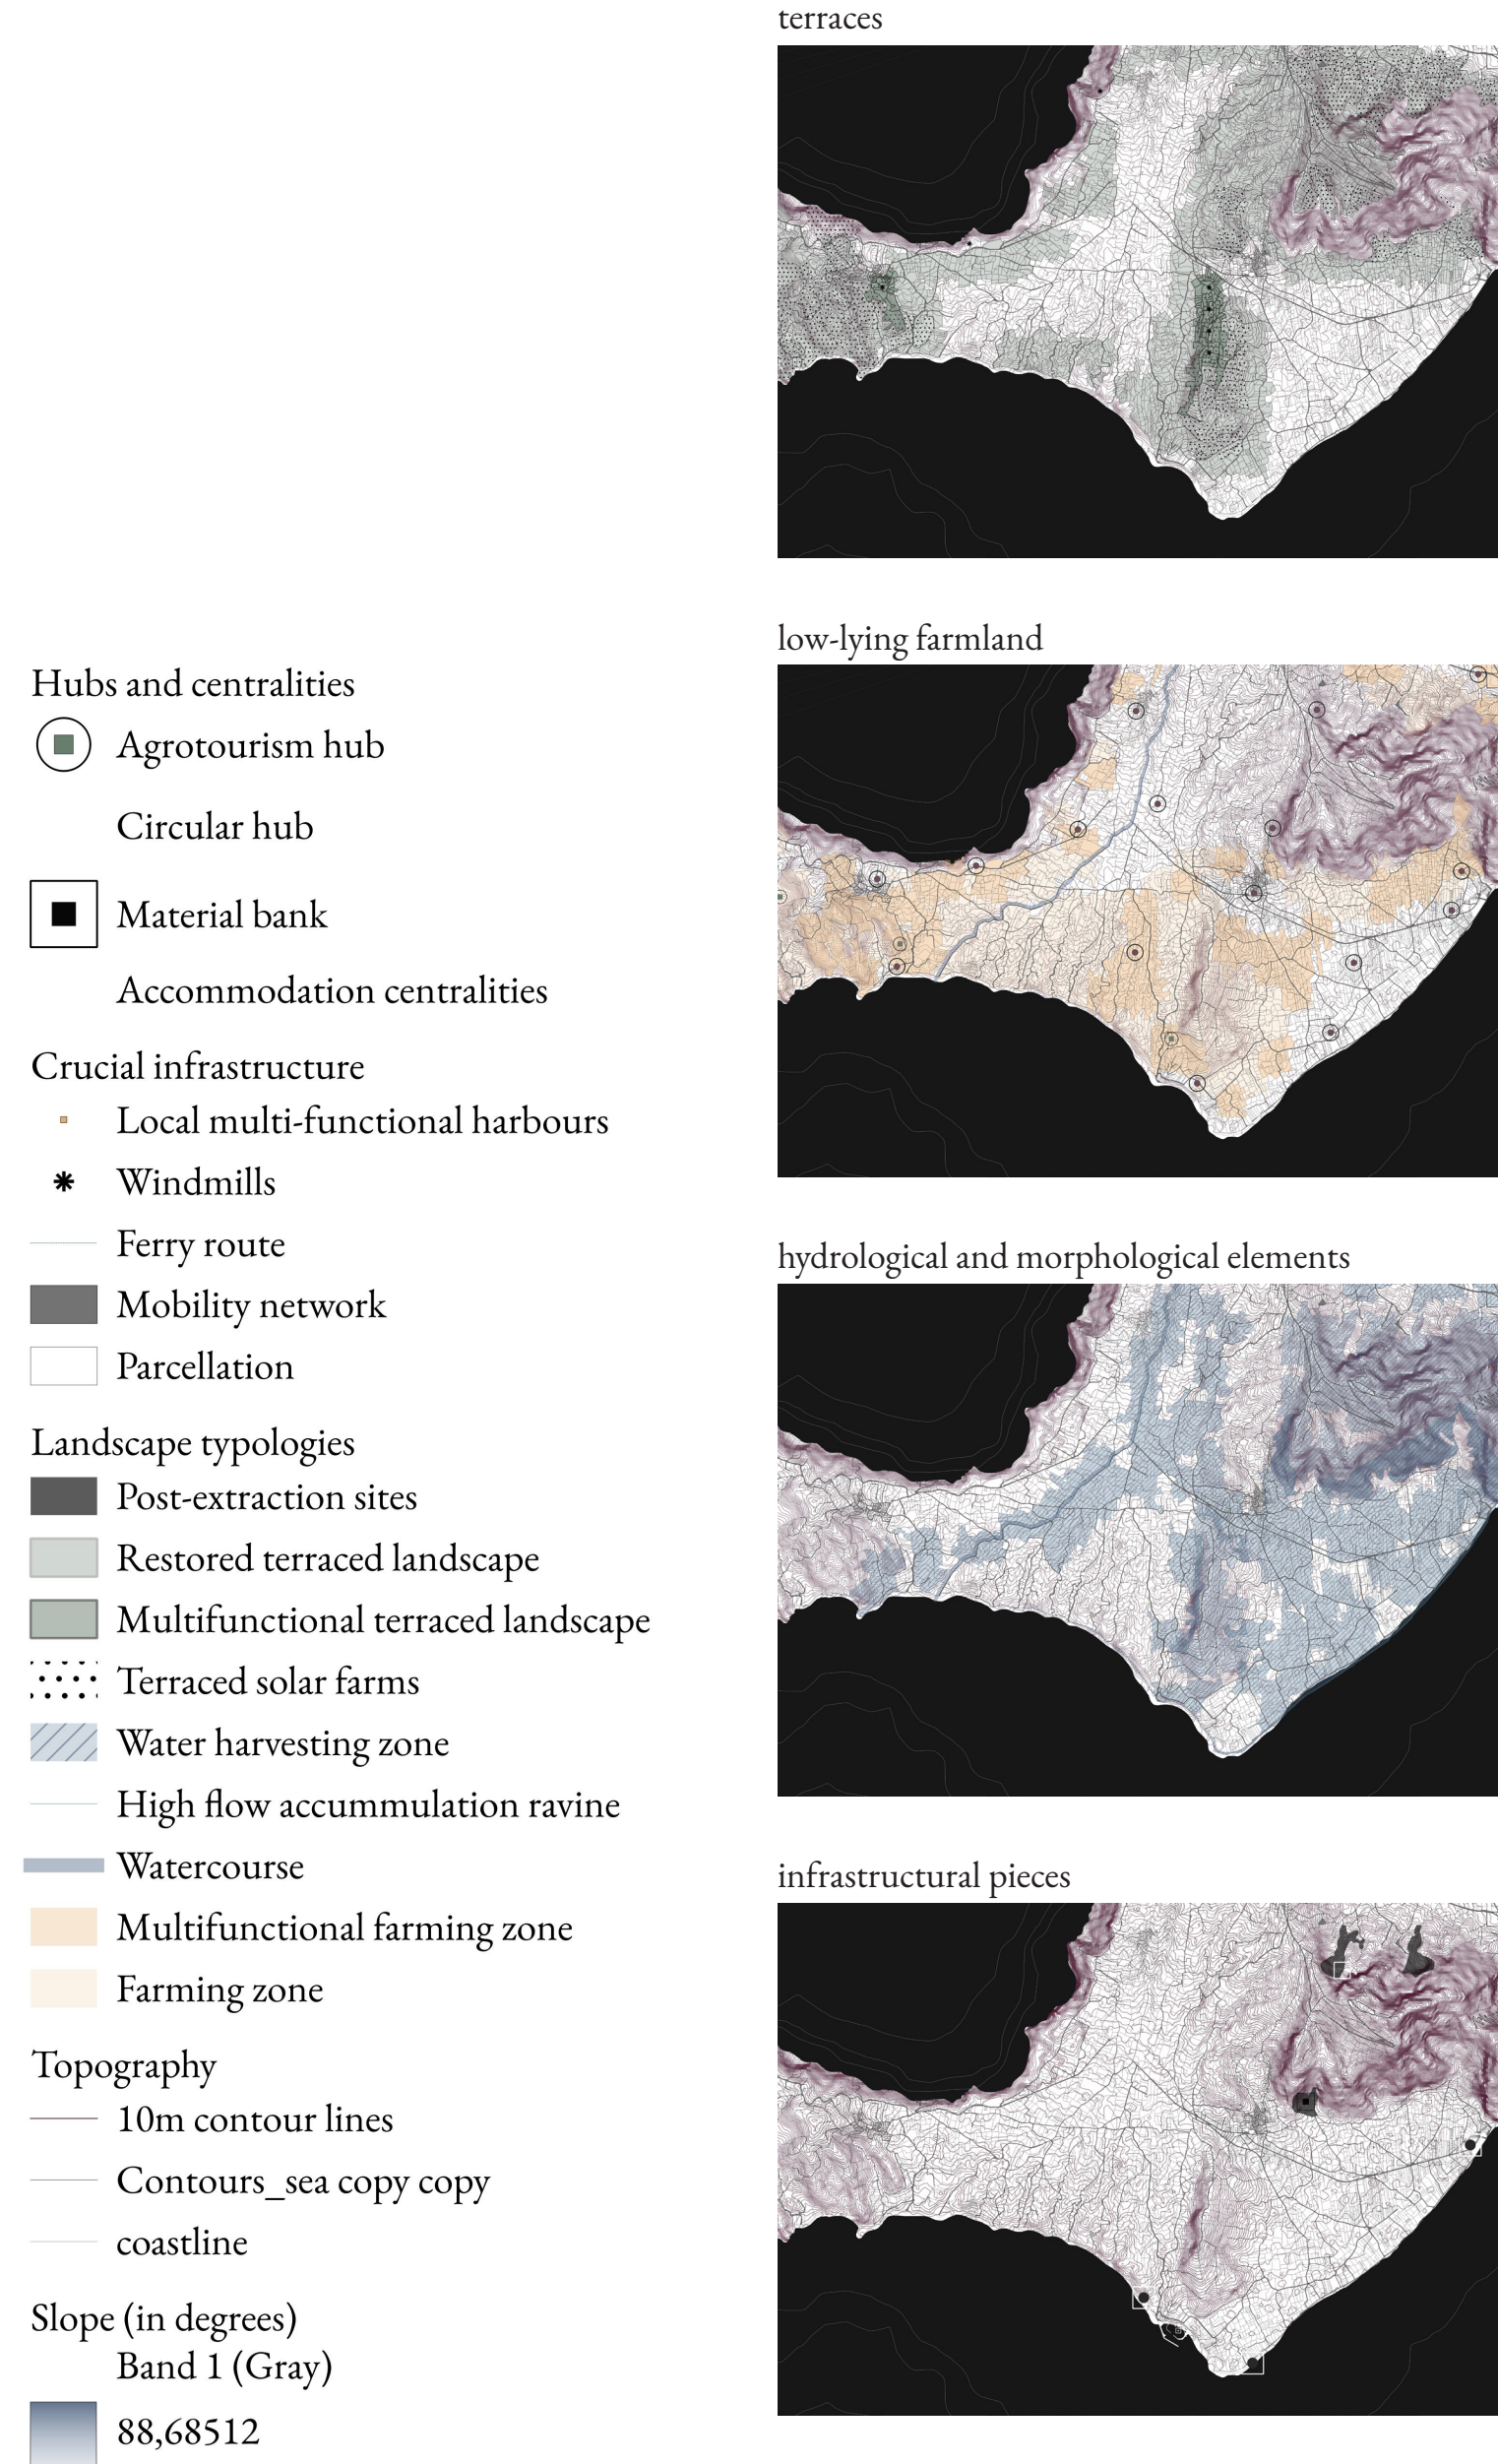 terraces
low-lying farmland
hydrological and morphological elements
infrastructural pieces
Hubs and centralities
Agrotourism hub
Circular hub
Material bank
Accommodation centralities
Crucial infrastructure
Local multi-functional harbours
Windmills
Ferry route
Mobility network
Parcellation
Landscape typologies
Post-extraction sites
Restored terraced landscape
Multifunctional terraced landscape
Terraced solar farms
Water harvesting zone
High flow accummulation ravine
Watercourse
Multifunctional farming zone
Farming zone
Topography
10m contour lines
Contours_sea copy copy
coastline
Slope (in degrees)
Band 1 (Gray)
88,68512